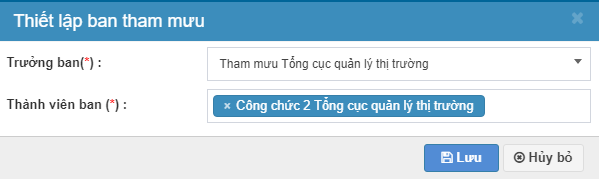 Thiết lập ban tham mưu ×
Trưởng ban(*) : Tham mưu Tổng cục quản lý thị trường
Thành viên ban (*) : × Công chức 2 Tổng cục quản lý thị trường
Lưu Hủy bỏ